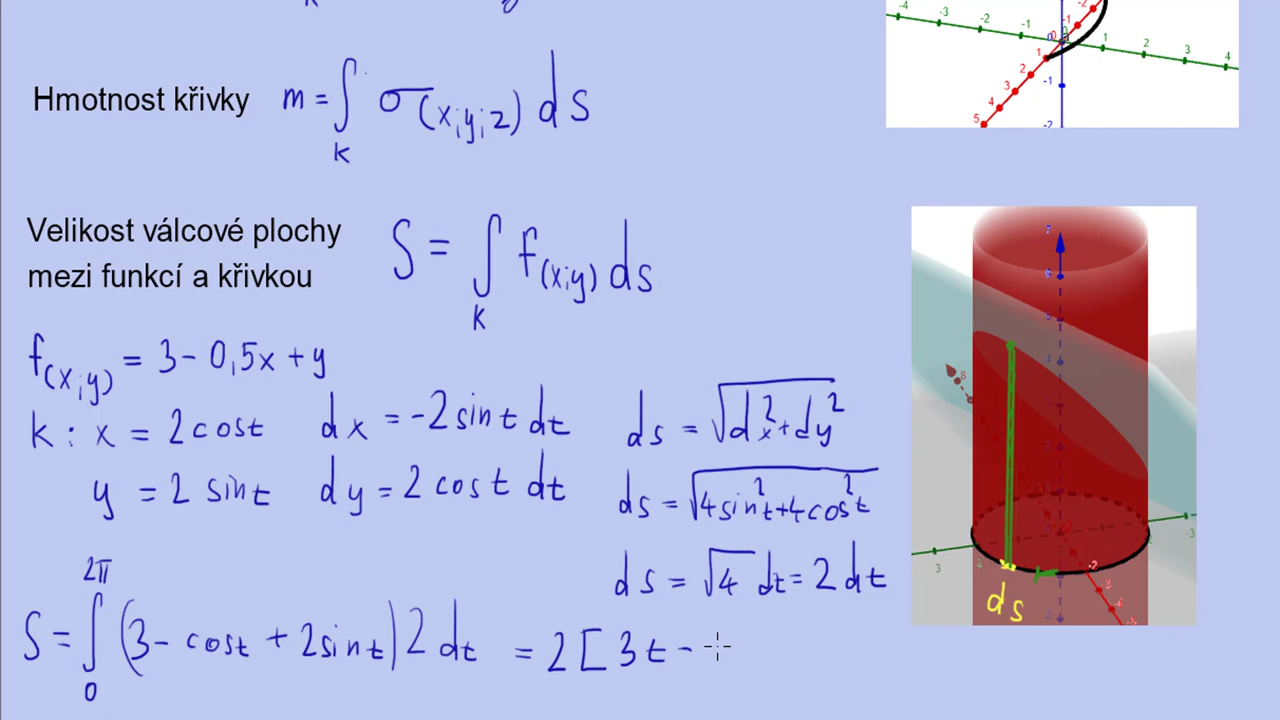 Hmotnost křivky m = ∫ₖ σ(x;y;z) ds
Velikost válcové plochy
mezi funkcí a křivkou S = ∫ₖ f(x;y) ds
f(x;y) = 3 - 0,5x + y
k: x = 2cost dx = -2 sint dt ds = √(dx² + dy²)
y = 2 sint dy = 2 cost dt ds = √(4sin²t + 4cos²t)
ds = √4 dt = 2 dt
S = ∫₀^2π (3 - cost + 2sint) 2 dt = 2 [ 3t -
ds